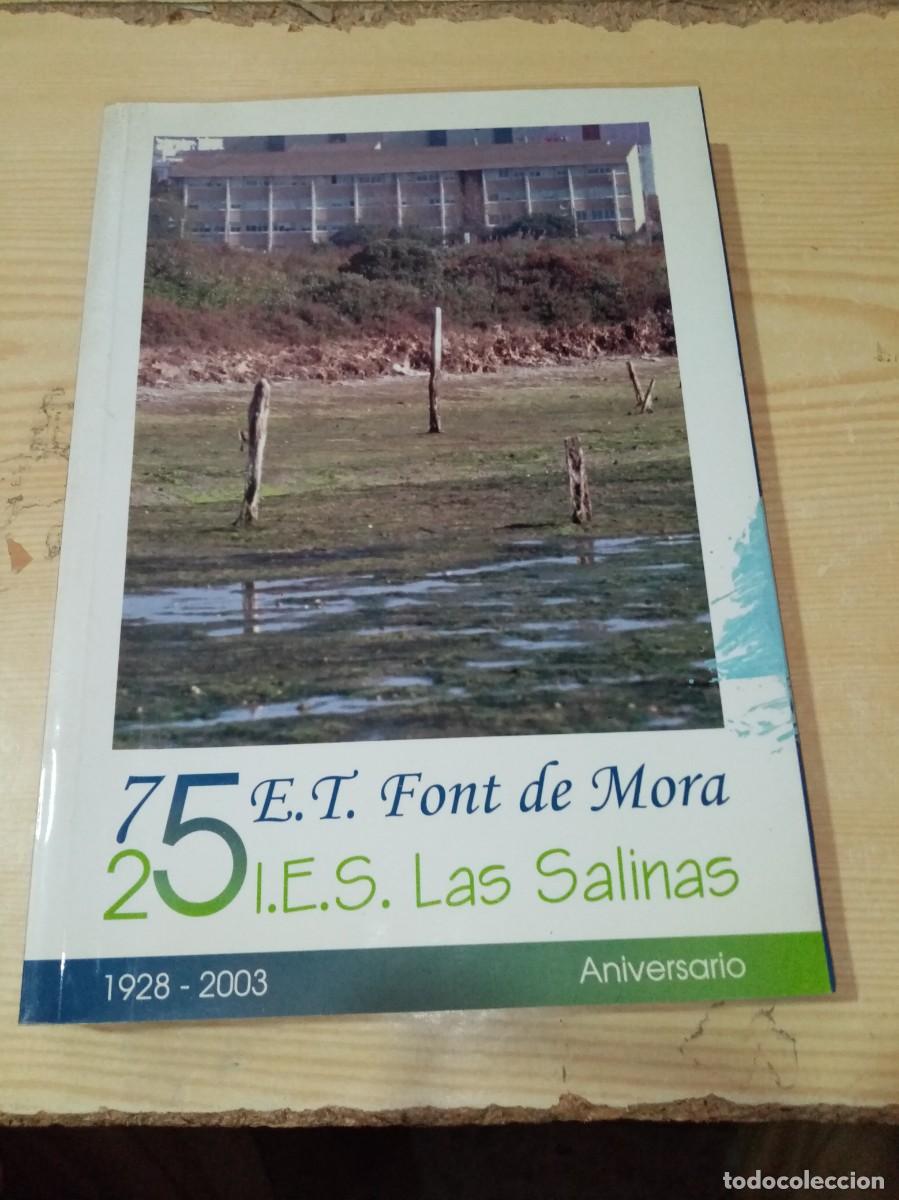 75 E.T. Font de Mora
25 I.E.S. Las Salinas
1928 - 2003
Aniversario
todocoleccion